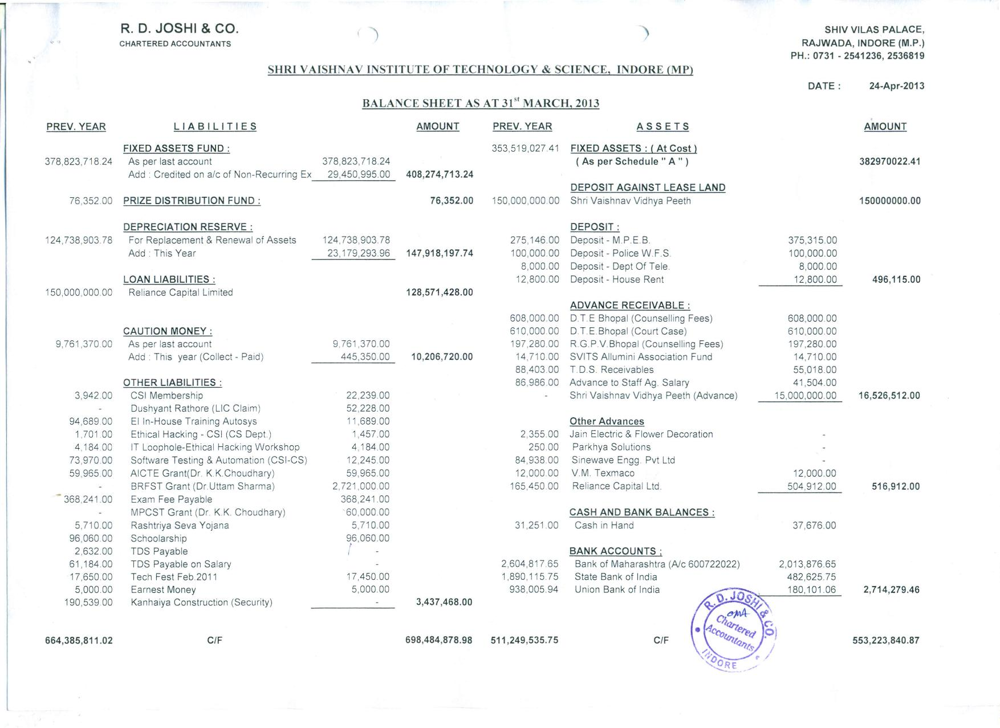 R. D. JOSHI & CO.
CHARTERED ACCOUNTANTS
SHIV VILAS PALACE,
RAJWADA, INDORE (M.P.)
PH.: 0731 - 2541236, 2536819
SHRI VAISHNAV INSTITUTE OF TECHNOLOGY & SCIENCE, INDORE (MP)
DATE : 24-Apr-2013
BALANCE SHEET AS AT 31st MARCH, 2013
PREV. YEAR LIABILITIES AMOUNT
FIXED ASSETS FUND :
378,823,718.24 As per last account 378,823,718.24
Add : Credited on a/c of Non-Recurring Ex 29,450,995.00 408,274,713.24
76,352.00 PRIZE DISTRIBUTION FUND : 76,352.00
DEPRECIATION RESERVE :
124,738,903.78 For Replacement & Renewal of Assets 124,738,903.78
Add : This Year 23,179,293.96 147,918,197.74
LOAN LIABILITIES :
150,000,000.00 Reliance Capital Limited 128,571,428.00
CAUTION MONEY :
9,761,370.00 As per last account 9,761,370.00
Add : This year (Collect - Paid) 445,350.00 10,206,720.00
OTHER LIABILITIES :
3,942.00 CSI Membership 22,239.00
- Dushyant Rathore (LIC Claim) 52,228.00
94,689.00 EI In-House Training Autosys 11,689.00
1,701.00 Ethical Hacking - CSI (CS Dept.) 1,457.00
4,184.00 IT Loophole-Ethical Hacking Workshop 4,184.00
73,970.00 Software Testing & Automation (CSI-CS) 12,245.00
59,965.00 AICTE Grant(Dr. K.K.Choudhary) 59,965.00
- BRFST Grant (Dr.Uttam Sharma) 2,721,000.00
368,241.00 Exam Fee Payable 368,241.00
- MPCST Grant (Dr. K.K. Choudhary) 60,000.00
5,710.00 Rashtriya Seva Yojana 5,710.00
96,060.00 Schoolarship 96,060.00
2,632.00 TDS Payable -
61,184.00 TDS Payable on Salary -
17,650.00 Tech Fest Feb.2011 17,450.00
5,000.00 Earnest Money 5,000.00
190,539.00 Kanhaiya Construction (Security) - 3,437,468.00
664,385,811.02 C/F 698,484,878.98
PREV. YEAR ASSETS AMOUNT
353,519,027.41 FIXED ASSETS : ( At Cost )
( As per Schedule " A " ) 382970022.41
DEPOSIT AGAINST LEASE LAND
150,000,000.00 Shri Vaishnav Vidhya Peeth 150000000.00
DEPOSIT :
275,146.00 Deposit - M.P.E.B. 375,315.00
100,000.00 Deposit - Police W.F.S. 100,000.00
8,000.00 Deposit - Dept Of Tele. 8,000.00
12,800.00 Deposit - House Rent 12,800.00 496,115.00
ADVANCE RECEIVABLE :
608,000.00 D.T.E Bhopal (Counselling Fees) 608,000.00
610,000.00 D.T.E.Bhopal (Court Case) 610,000.00
197,280.00 R.G.P.V.Bhopal (Counselling Fees) 197,280.00
14,710.00 SVITS Allumini Association Fund 14,710.00
88,403.00 T.D.S. Receivables 55,018.00
86,986.00 Advance to Staff Ag. Salary 41,504.00
- Shri Vaishnav Vidhya Peeth (Advance) 15,000,000.00 16,526,512.00
Other Advances
2,355.00 Jain Electric & Flower Decoration -
250.00 Parkhya Solutions -
84,938.00 Sinewave Engg. Pvt Ltd -
12,000.00 V.M. Texmaco 12,000.00
165,450.00 Reliance Capital Ltd. 504,912.00 516,912.00
CASH AND BANK BALANCES :
31,251.00 Cash in Hand 37,676.00
BANK ACCOUNTS :
2,604,817.65 Bank of Maharashtra (A/c 600722022) 2,013,876.65
1,890,115.75 State Bank of India 482,625.75
938,005.94 Union Bank of India 180,101.06 2,714,279.46
511,249,535.75 C/F 553,223,840.87
R. D. JOSHI & CO.
Chartered
Accountants
INDORE